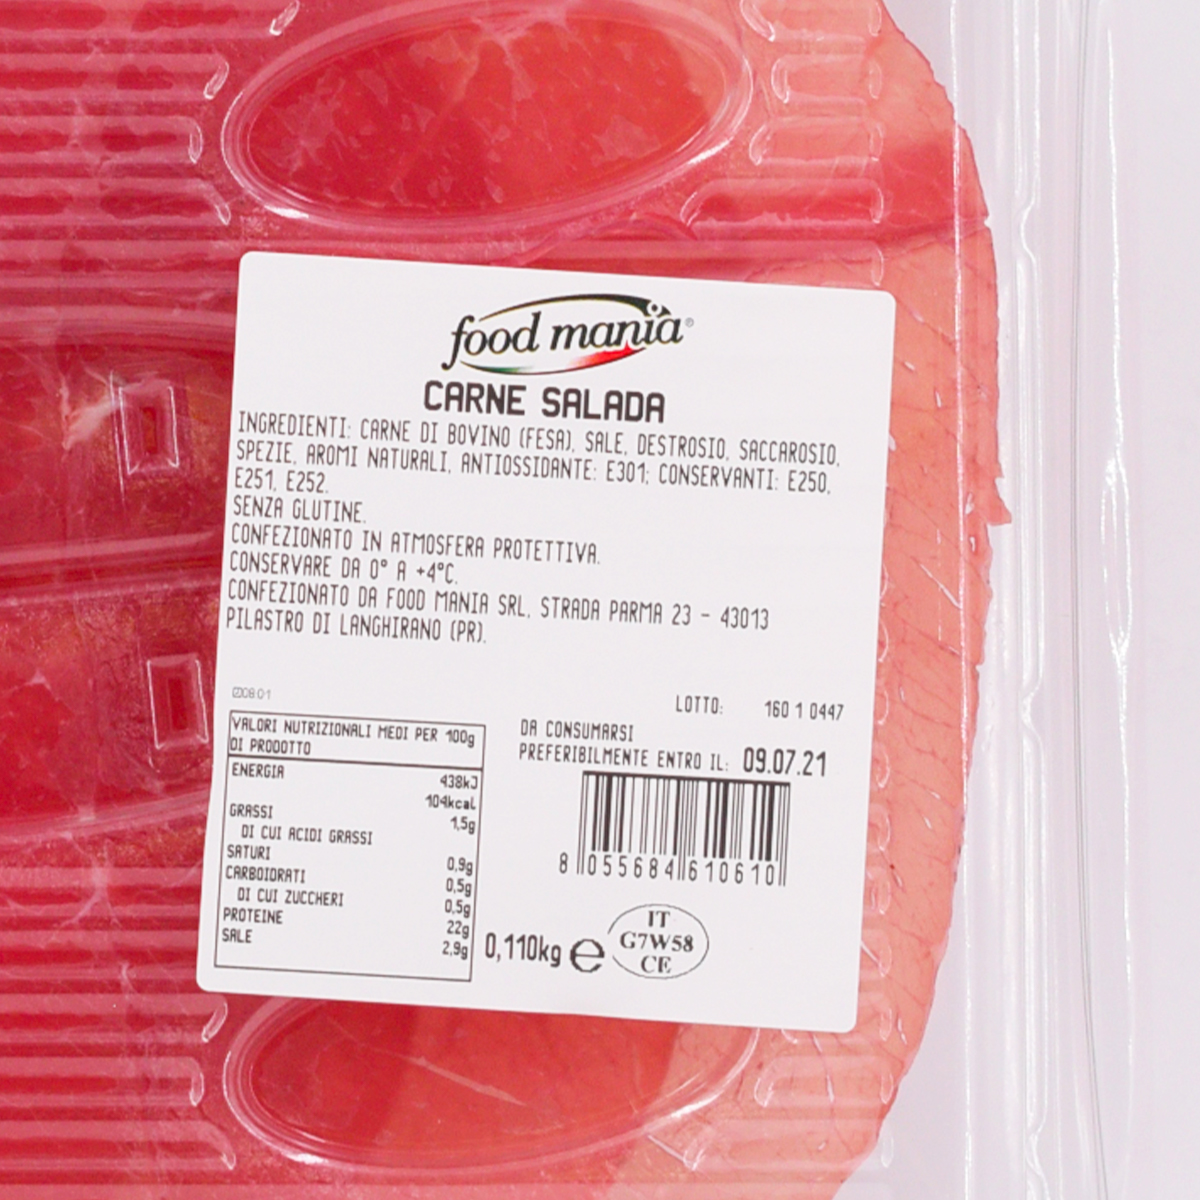 food mania®
CARNE SALADA
INGREDIENTI: CARNE DI BOVINO (FESA), SALE, DESTROSIO, SACCAROSIO,
SPEZIE, AROMI NATURALI, ANTIOSSIDANTE: E301; CONSERVANTI: E250,
E251, E252.
SENZA GLUTINE.
CONFEZIONATO IN ATMOSFERA PROTETTIVA.
CONSERVARE DA 0° A +4°C.
CONFEZIONATO DA FOOD MANIA SRL, STRADA PARMA 23 - 43013
PILASTRO DI LANGHIRANO (PR).
LOTTO: 160 1 0447
DA CONSUMARSI
PREFERIBILMENTE ENTRO IL: 09.07.21
VALORI NUTRIZIONALI MEDI PER 100g
DI PRODOTTO
ENERGIA 438kJ
104kcal
GRASSI 1,5g
DI CUI ACIDI GRASSI
SATURI 0,9g
CARBOIDRATI 0,5g
DI CUI ZUCCHERI 0,5g
PROTEINE 22g
SALE 2,9g
8 055684 610610
0,110kg e
IT
G7W58
CE